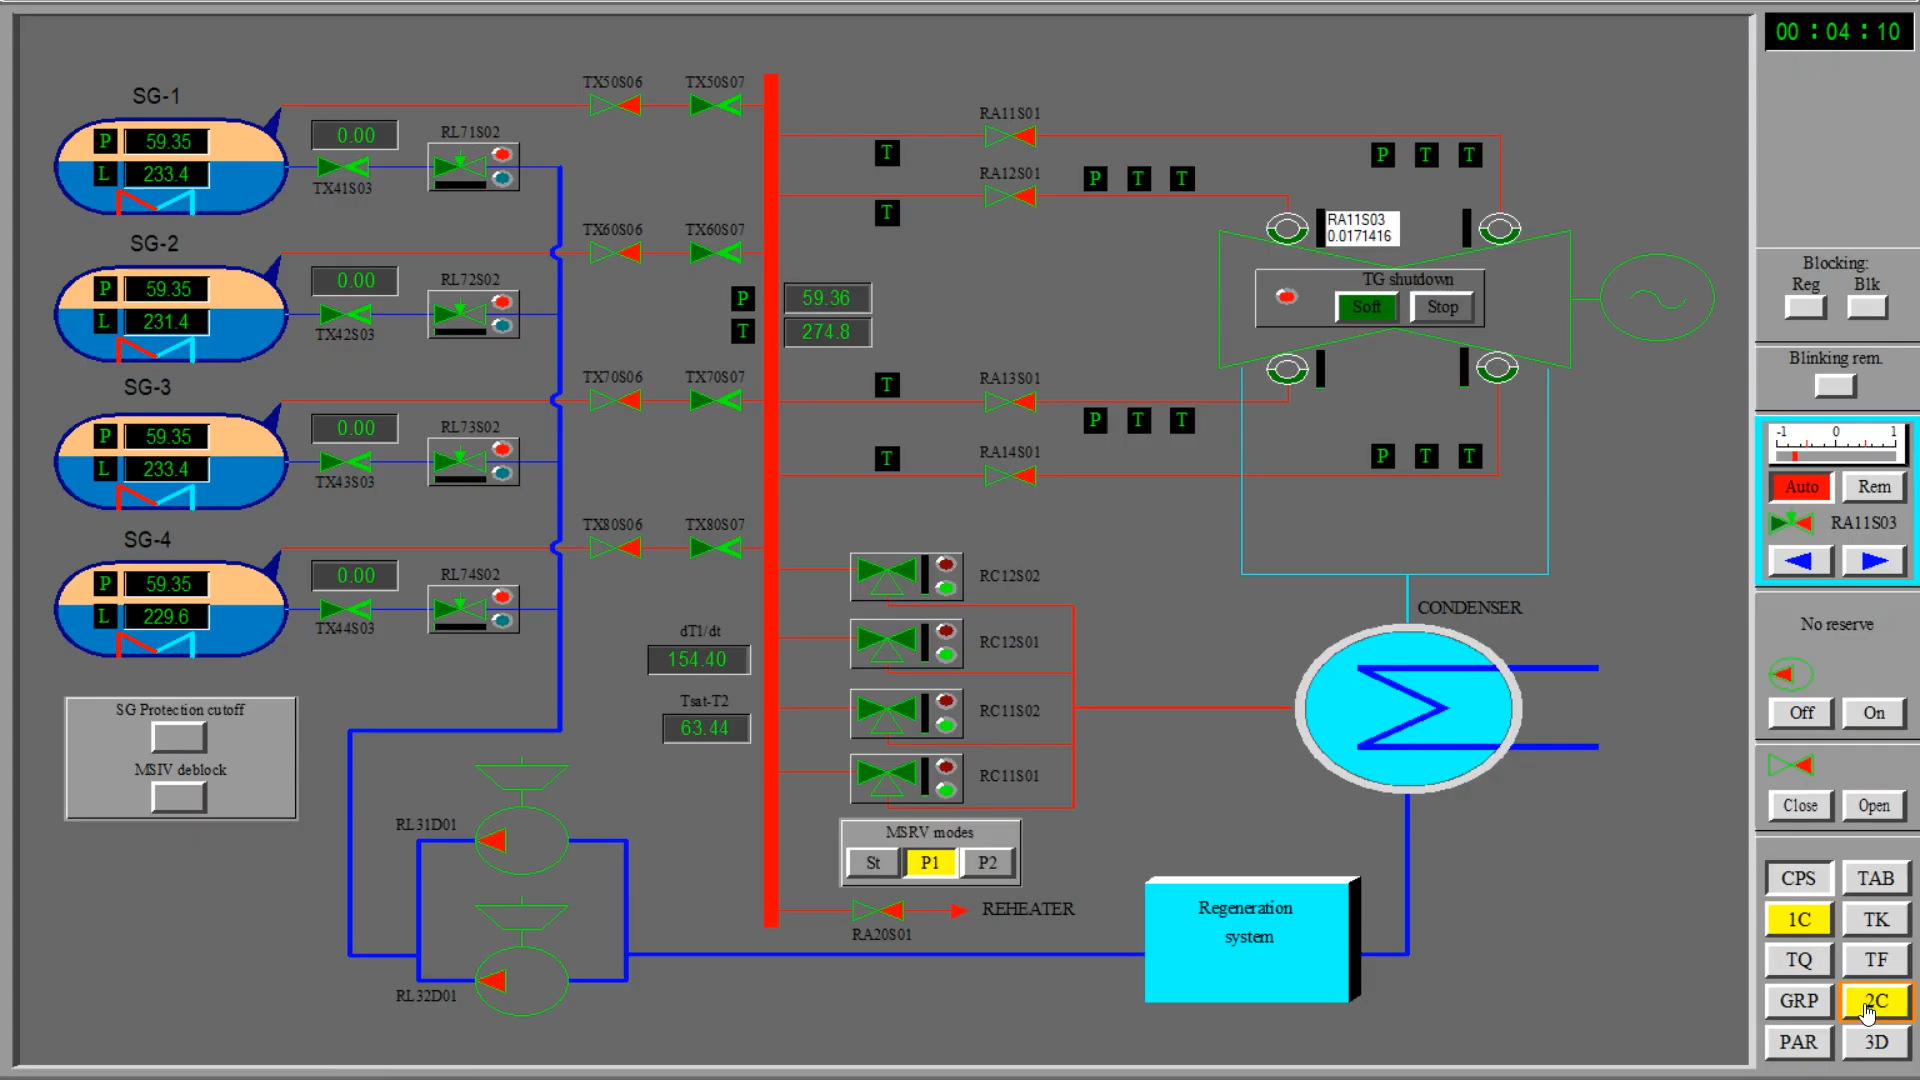 00 : 04 : 10
SG-1
P 59.35
L 233.4
0.00
TX41S03
RL71S02
TX50S06 TX50S07
RA11S01
T
RA12S01
P T T
P T T
T
SG-2
P 59.35
L 231.4
0.00
TX42S03
RL72S02
TX60S06 TX60S07
RA11S03
0.0171416
TG shutdown
Soft Stop
P 59.36
T 274.8
SG-3
P 59.35
L 233.4
0.00
TX43S03
RL73S02
TX70S06 TX70S07
T
RA13S01
P T T
T
RA14S01
P T T
SG-4
P 59.35
L 229.6
0.00
TX44S03
RL74S02
TX80S06 TX80S07
RC12S02
RC12S01
RC11S02
RC11S01
dT1/dt
154.40
Tsat-T2
63.44
CONDENSER
SG Protection cutoff
MSIV deblock
RL31D01
RL32D01
MSRV modes
St P1 P2
REHEATER
RA20S01
Regeneration
system
Blocking:
Reg Blk
Blinking rem.
-1 0 1
Auto Rem
RA11S03
No reserve
Off On
Close Open
CPS TAB
1C TK
TQ TF
GRP 2C
PAR 3D